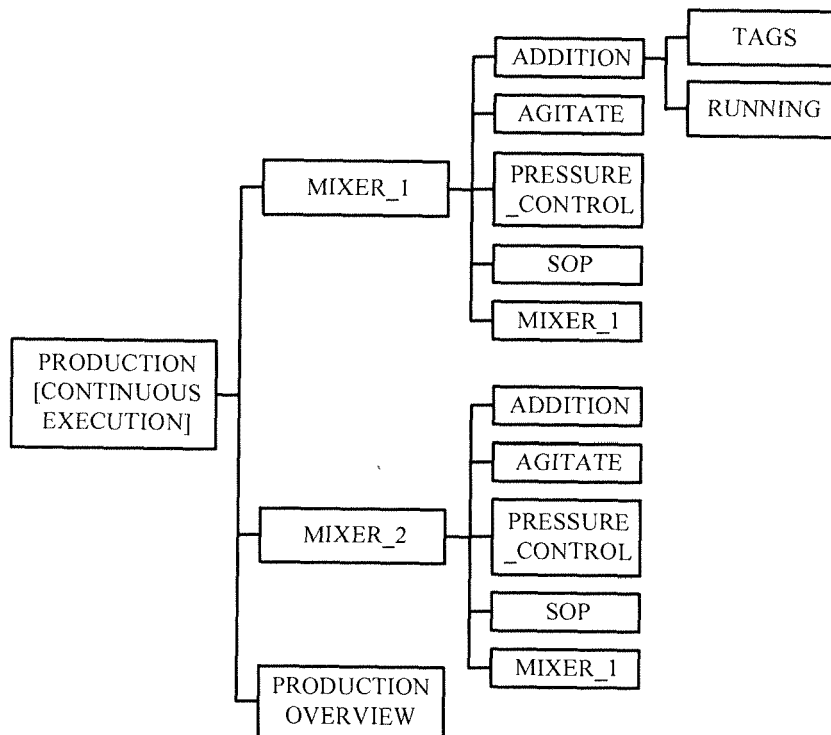 TAGS
ADDITION
RUNNING
AGITATE
PRESSURE
_CONTROL
MIXER_1
SOP
MIXER_1
PRODUCTION
[CONTINUOUS
EXECUTION]
ADDITION
AGITATE
PRESSURE
_CONTROL
MIXER_2
SOP
MIXER_1
PRODUCTION
OVERVIEW